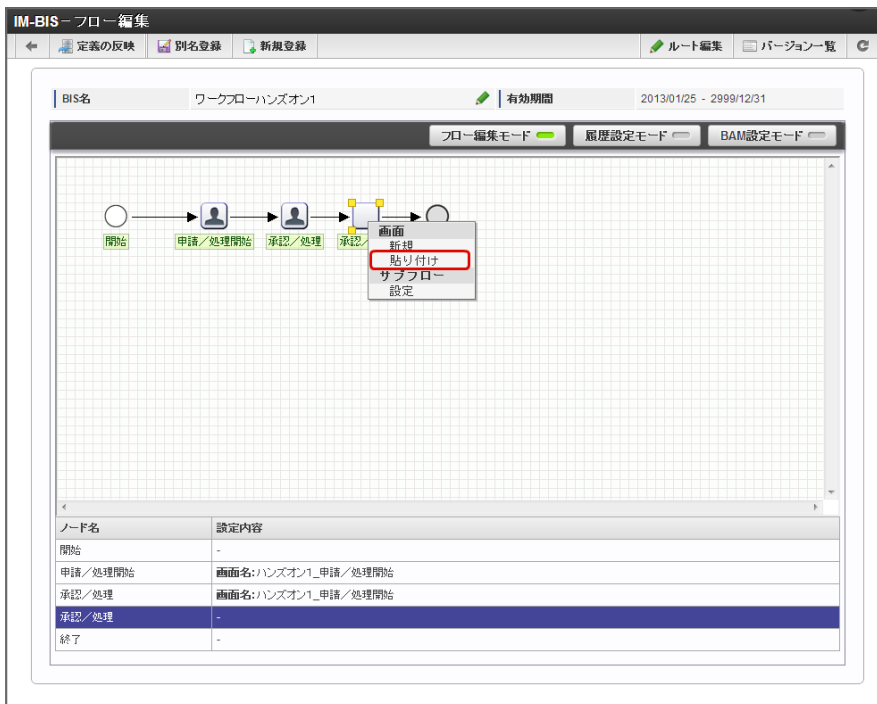 IM-BIS－フロー編集
定義の反映 別名登録 新規登録 ルート編集 バージョン一覧
BIS名 ワークフローハンズオン1 有効期間 2013/01/25 - 2999/12/31
フロー編集モード 履歴設定モード BAM設定モード
開始 申請／処理開始 承認／処理 承認／
画面
新規
貼り付け
サブフロー
設定
ノード名 設定内容
開始 -
申請／処理開始 画面名:ハンズオン1_申請／処理開始
承認／処理 画面名:ハンズオン1_申請／処理開始
承認／処理 -
終了 -